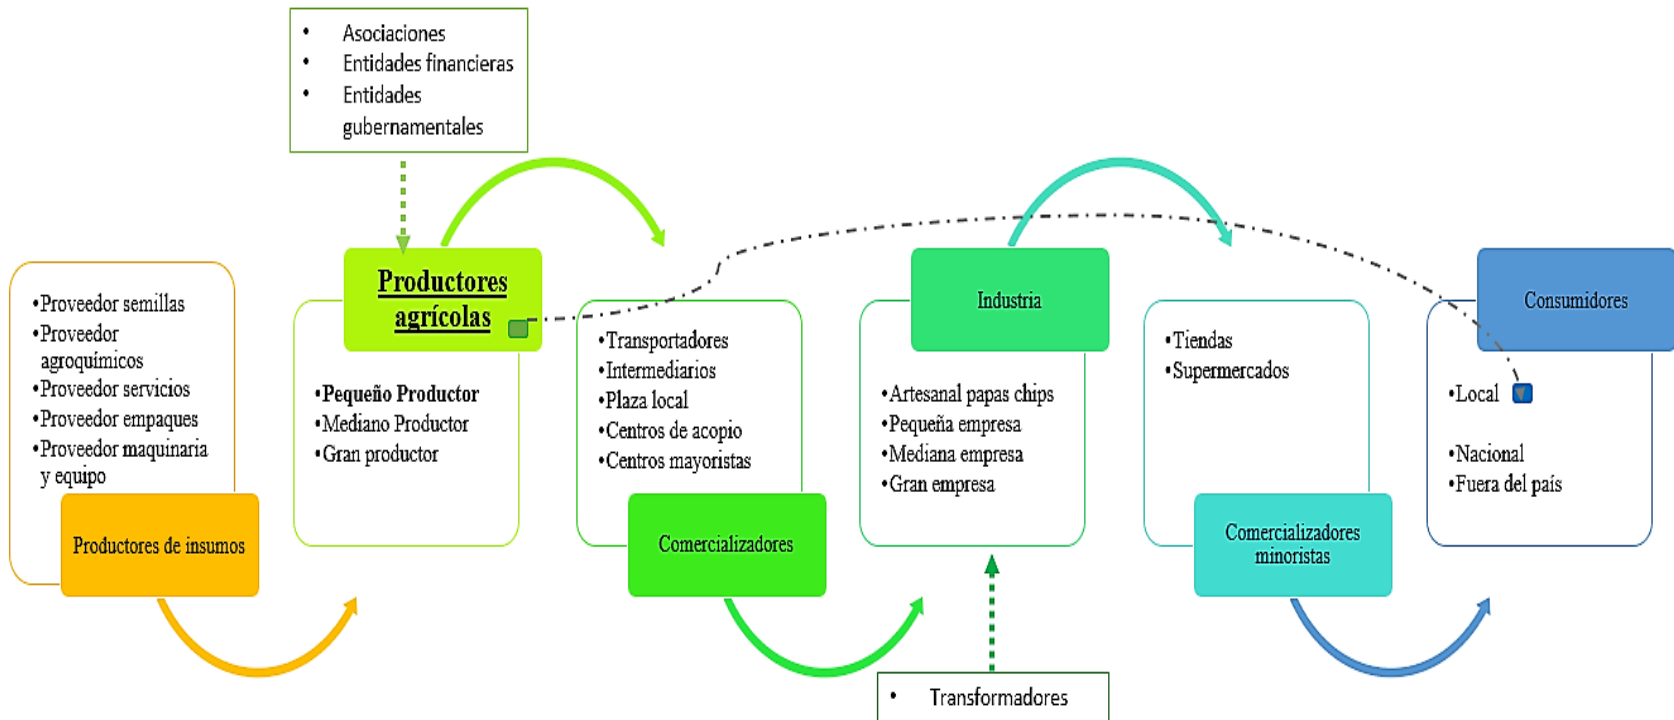 • Asociaciones
• Entidades financieras
• Entidades
gubernamentales
•Proveedor semillas
•Proveedor
agroquímicos
•Proveedor servicios
•Proveedor empaques
•Proveedor maquinaria
y equipo
Productores de insumos
Productores
agrícolas
•Pequeño Productor
•Mediano Productor
•Gran productor
•Transportadores
•Intermediarios
•Plaza local
•Centros de acopio
•Centros mayoristas
Comercializadores
Industria
•Artesanal papas chips
•Pequeña empresa
•Mediana empresa
•Gran empresa
• Transformadores
•Tiendas
•Supermercados
Comercializadores
minoristas
Consumidores
•Local
•Nacional
•Fuera del país